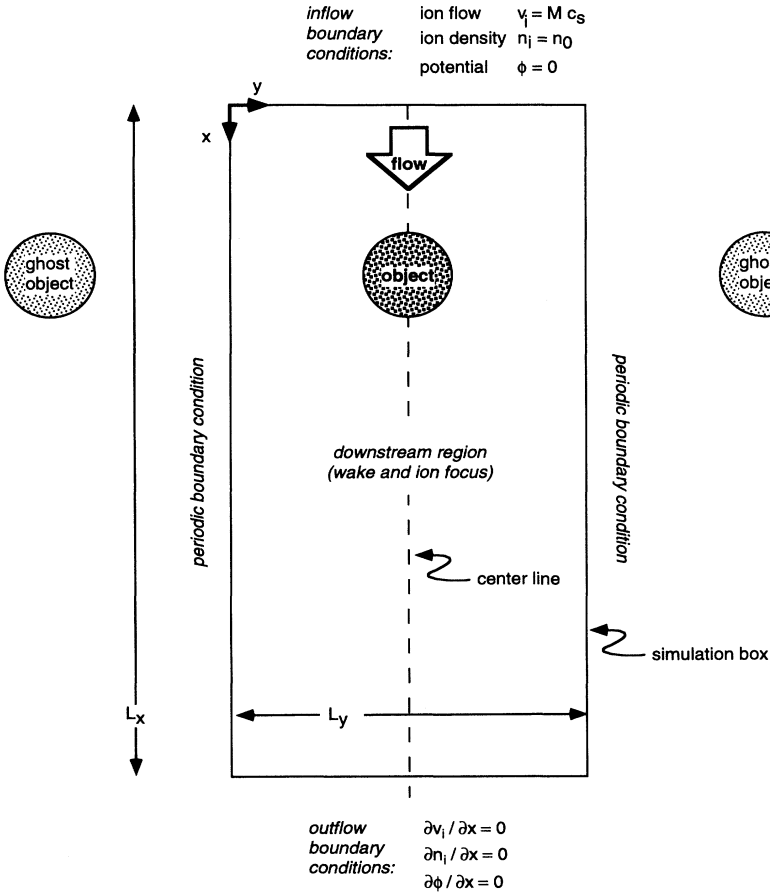 inflow boundary conditions:
ion flow v_i = M c_s
ion density n_i = n_0
potential ϕ = 0
y
x
flow
ghost object
object
gho
obje
periodic boundary condition
periodic boundary condition
downstream region
(wake and ion focus)
center line
simulation box
L_x
L_y
outflow boundary conditions:
∂v_i / ∂x = 0
∂n_i / ∂x = 0
∂ϕ / ∂x = 0